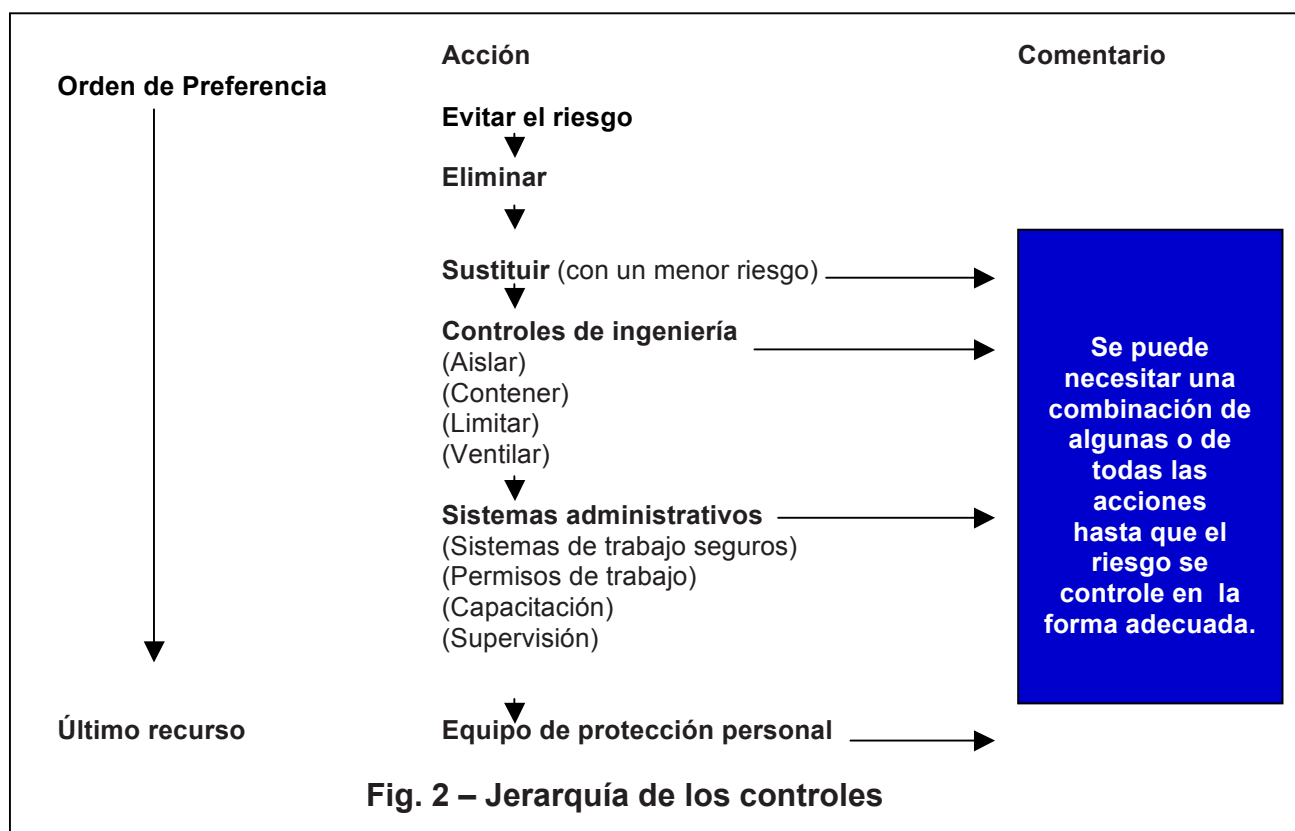 Acción
Comentario
Orden de Preferencia
Evitar el riesgo
Eliminar
Sustituir (con un menor riesgo)
Controles de ingeniería
(Aislar)
(Contener)
(Limitar)
(Ventilar)
Sistemas administrativos
(Sistemas de trabajo seguros)
(Permisos de trabajo)
(Capacitación)
(Supervisión)
Se puede
necesitar una
combinación de
algunas o de
todas las
acciones
hasta que el
riesgo se
controle en la
forma adecuada.
Último recurso
Equipo de protección personal
Fig. 2 – Jerarquía de los controles